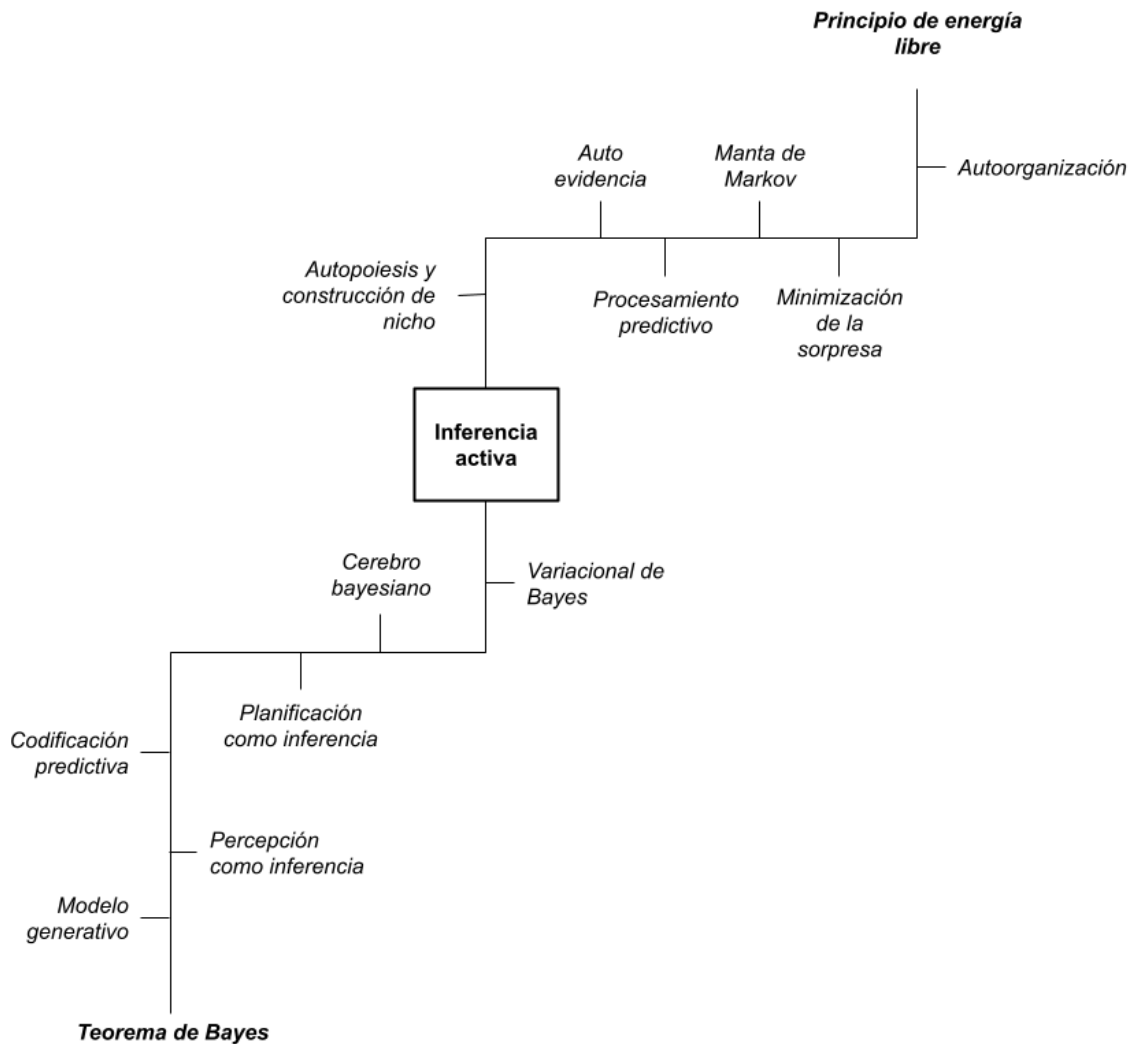 Principio de energía
libre
Auto
evidencia
Manta de
Markov
Autoorganización
Autopoiesis y
construcción de
nicho
Procesamiento
predictivo
Minimización
de la
sorpresa
Inferencia
activa
Cerebro
bayesiano
Variacional de
Bayes
Planificación
como inferencia
Codificación
predictiva
Percepción
como inferencia
Modelo
generativo
Teorema de Bayes